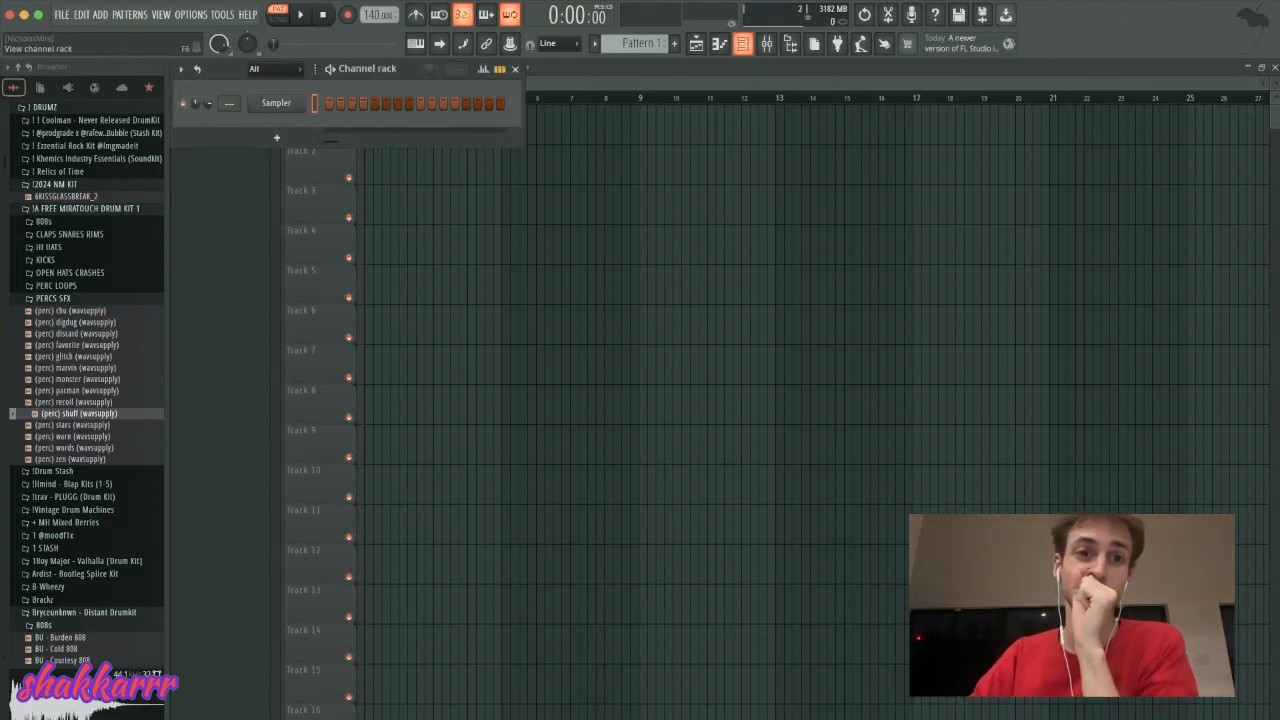 FILE EDIT ADD PATTERNS VIEW OPTIONS TOOLS HELP
PAT
SONG
140.000
32:
0:00:00
M:S:CS
2
3182 MB
0
(NicholasMira)
View channel rack
F6
Line
Pattern 1
Today A newer
version of FL Studio i..
Browser
All
Channel rack
Sampler
! DRUMZ
! ! Coolman - Never Released DrumKit
! @prodgrade x @rafew..Bubble (Stash Kit)
! Ezzential Rock Kit @lmgmadeit
! Khemics Industry Essentials (Soundkit)
! Relics of Time
!2024 NM KIT
6KISSGLASSBREAK_2
!A FREE MIRATOUCH DRUM KIT 1
808s
CLAPS SNARES RIMS
HI HATS
KICKS
OPEN HATS CRASHES
PERC LOOPS
PERCS SFX
(perc) chu (wavsupply)
(perc) digdug (wavsupply)
(perc) discard (wavsupply)
(perc) favorite (wavsupply)
(perc) glitch (wavsupply)
(perc) marvin (wavsupply)
(perc) monster (wavsupply)
(perc) pacman (wavsupply)
(perc) recoil (wavsupply)
(perc) shuff (wavsupply)
(perc) stars (wavsupply)
(perc) warn (wavsupply)
(perc) words (wavsupply)
(perc) zen (wavsupply)
!Drum Stash
!Illmind - Blap Kits (1-5)
!trav - PLUGG (Drum Kit)
!Vintage Drum Machines
+ MH Mixed Berries
1 @moodf1x
1 STASH
1Roy Major - Valhalla [Drum Kit]
Ardist - Bootleg Splice Kit
B-Wheezy
Brackz
Bryceunknwn - Distant Drumkit
808s
BU - Burden 808
BU - Cold 808
BU - Courtesy 808
shakkarrr
6 7 8 9 10 11 12 13 14 15 16 17 18 19 20 21 22 23 24 25 26 27
Track 2
Track 3
Track 4
Track 5
Track 6
Track 7
Track 8
Track 9
Track 10
Track 11
Track 12
Track 13
Track 14
Track 15
Track 16